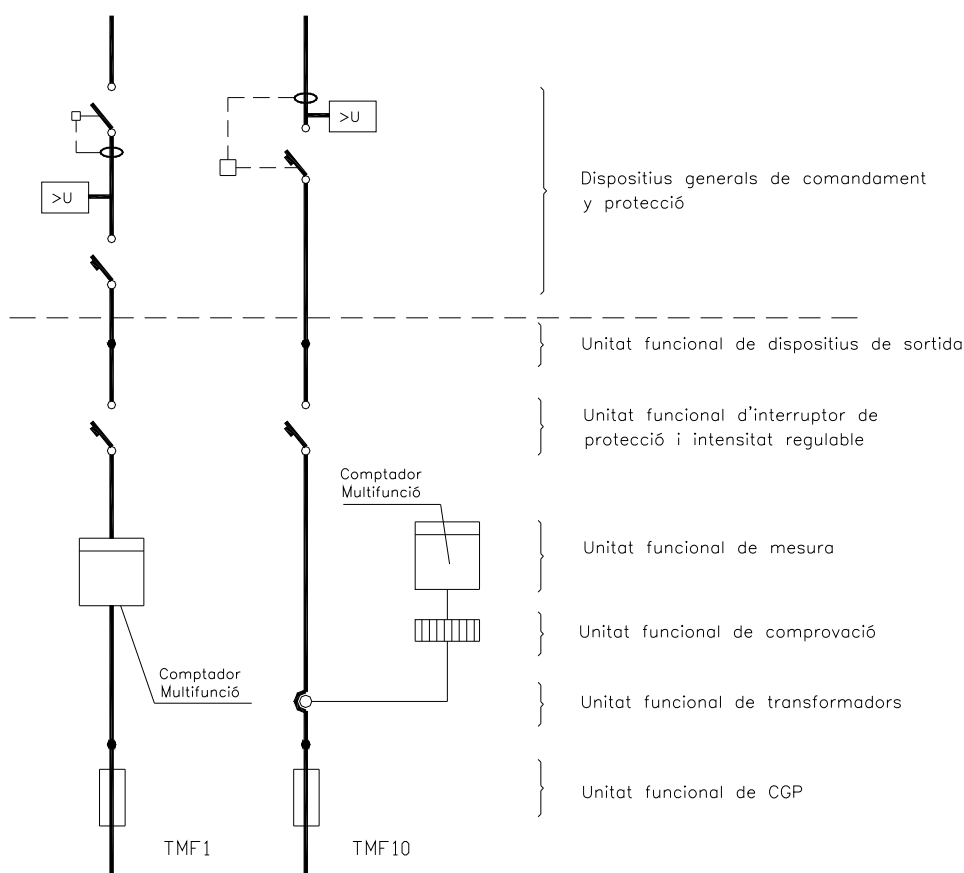 >U
>U
Dispositius generals de comandament
y protecció
Unitat funcional de dispositius de sortida
Unitat funcional d'interruptor de
protecció i intensitat regulable
Comptador
Multifunció
Unitat funcional de mesura
Unitat funcional de comprovació
Comptador
Multifunció
Unitat funcional de transformadors
Unitat funcional de CGP
TMF1
TMF10